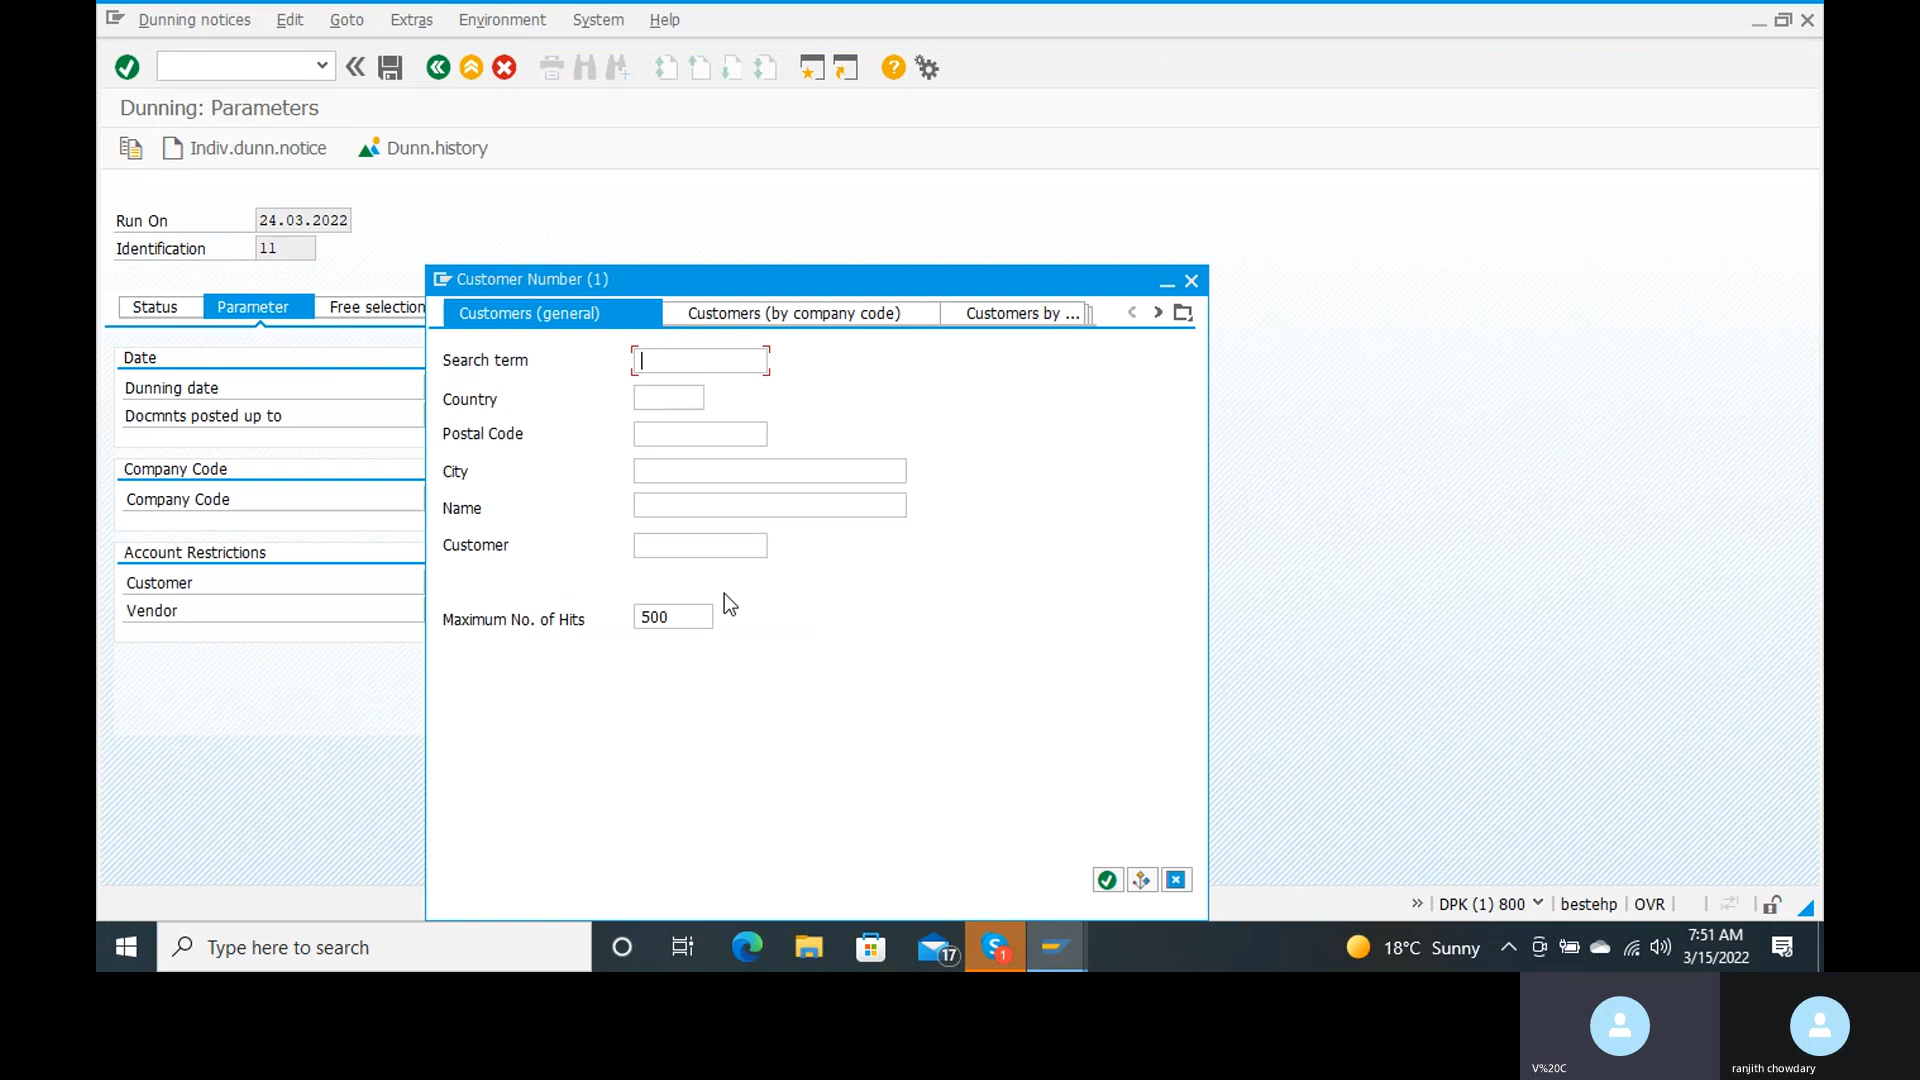 Dunning notices Edit Goto Extras Environment System Help
Dunning: Parameters
Indiv.dunn.notice Dunn.history
Run On 24.03.2022
Identification 11
Status Parameter Free selection
Date
Dunning date
Docmnts posted up to
Company Code
Company Code
Account Restrictions
Customer
Vendor
Customer Number (1)
Customers (general) Customers (by company code) Customers by ...
Search term
Country
Postal Code
City
Name
Customer
Maximum No. of Hits 500
DPK (1) 800 bestehp OVR
Type here to search
17
S 1
18°C Sunny
7:51 AM
3/15/2022
V%20C
ranjith chowdary